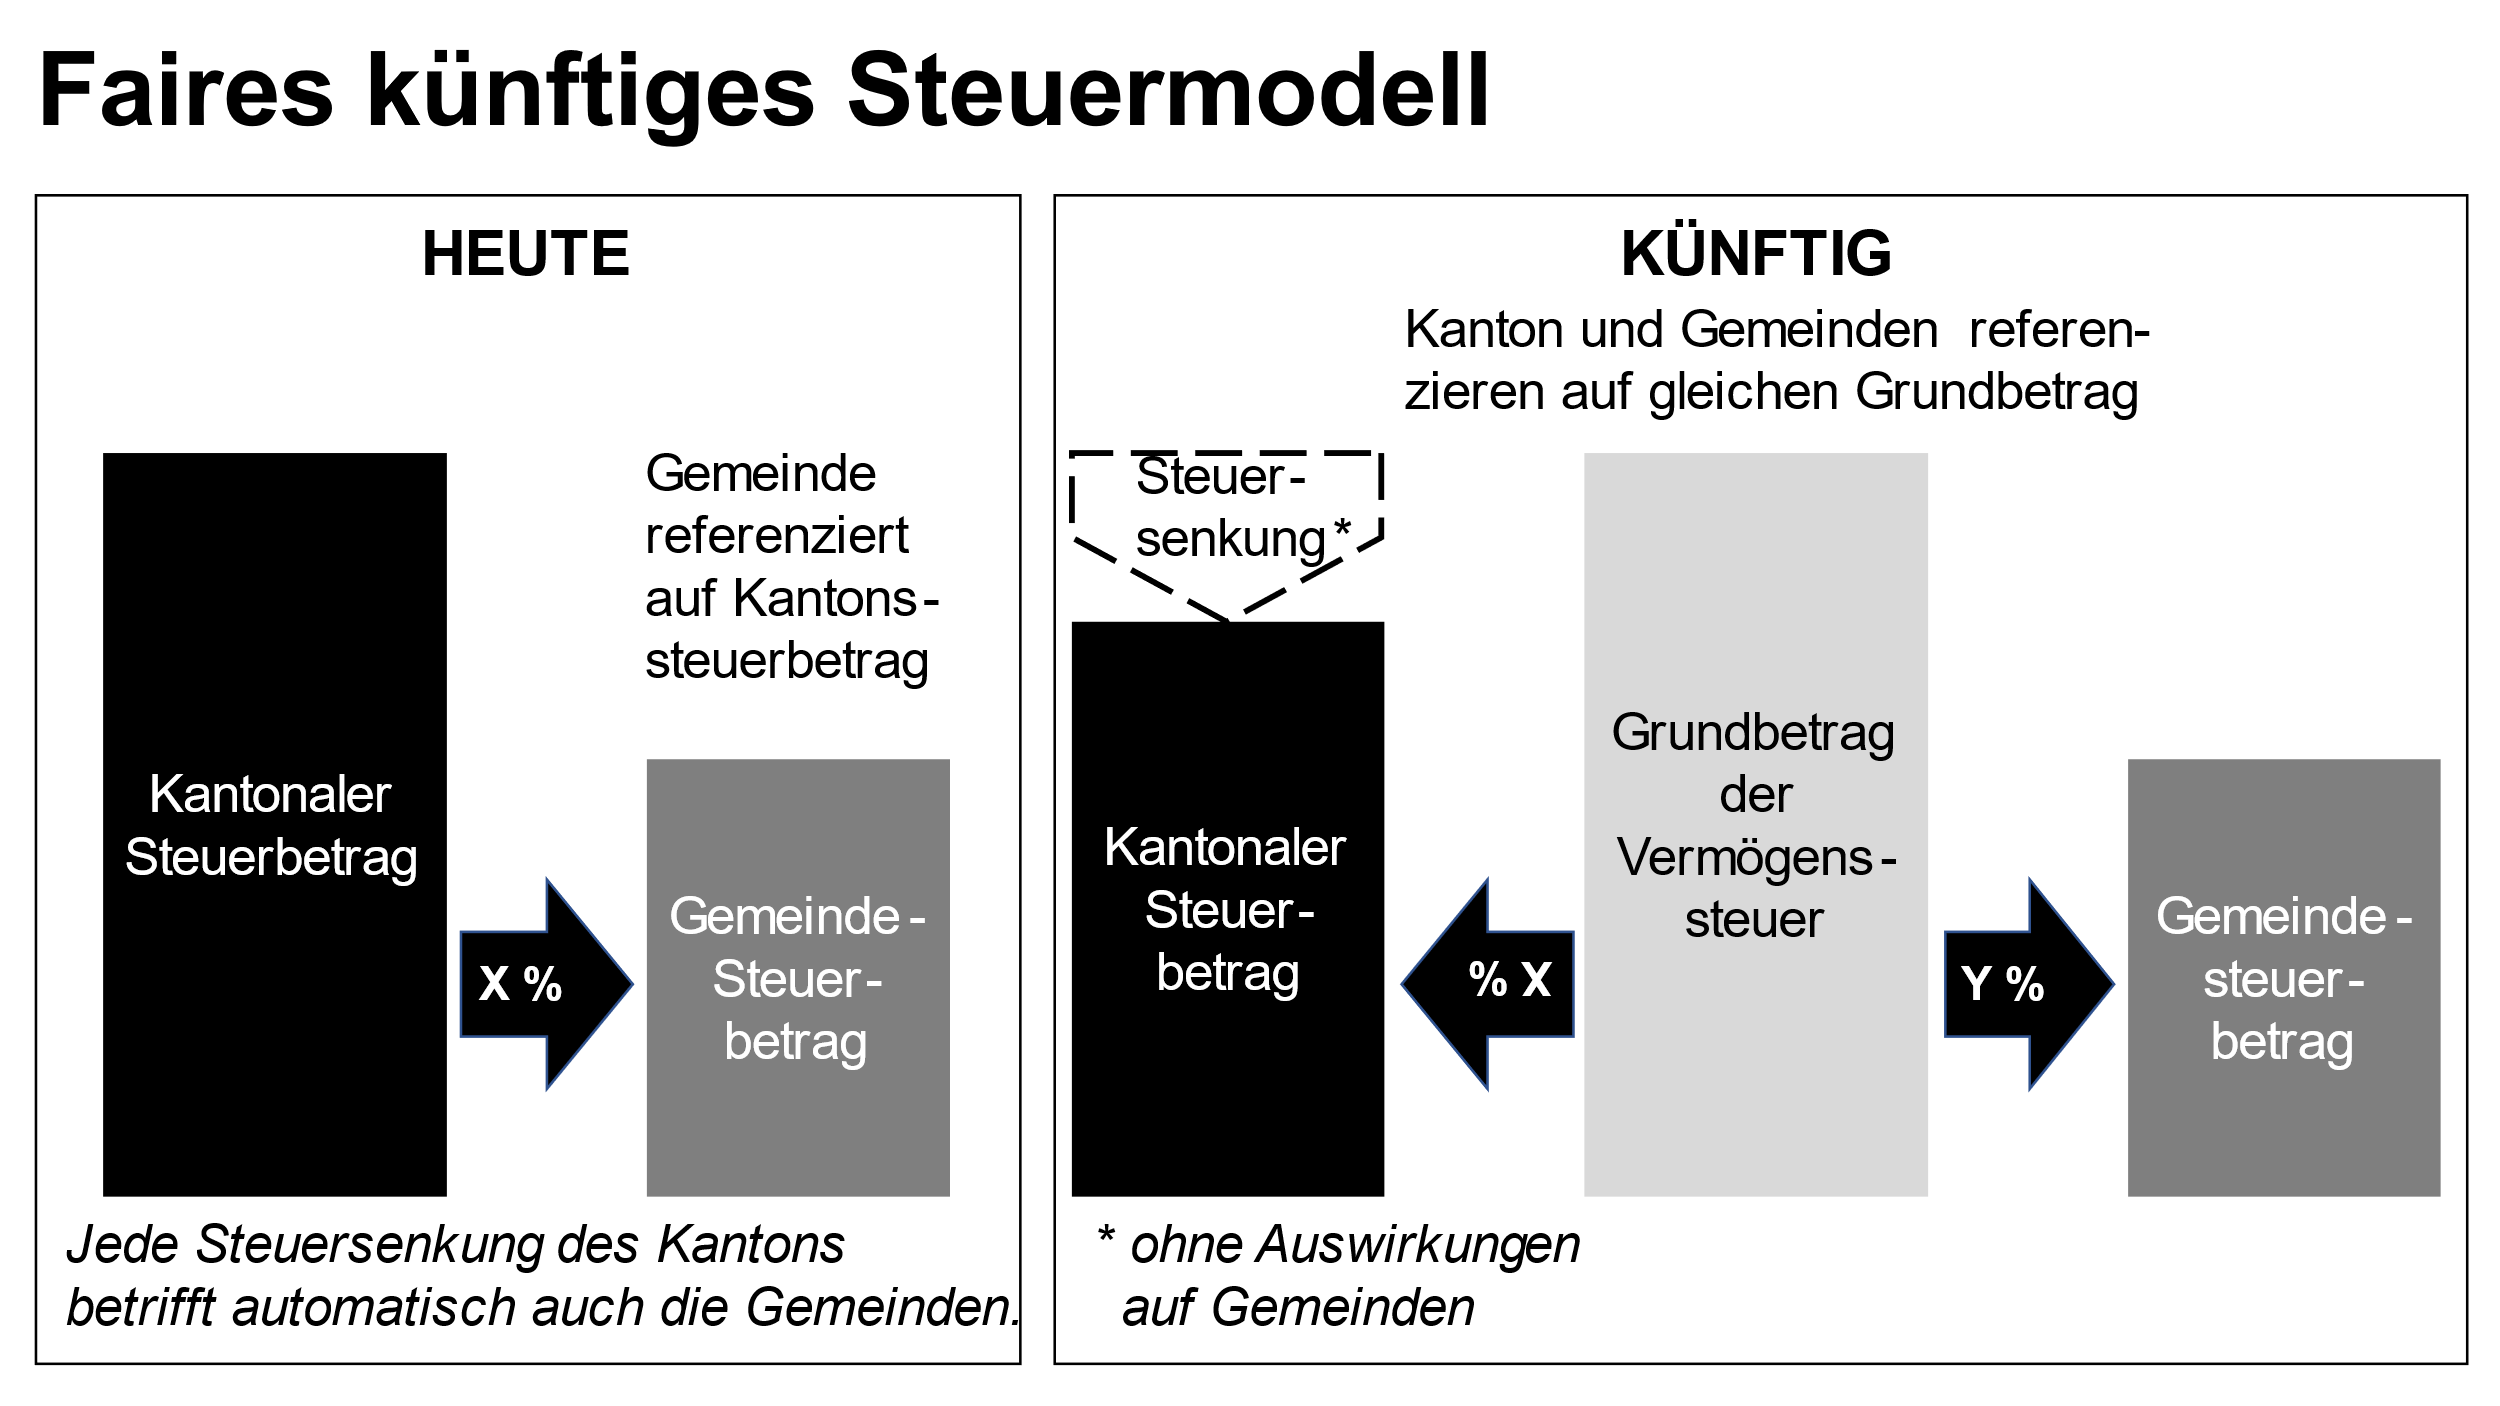 Faires künftiges Steuermodell
HEUTE
Gemeinde
referenziert
auf Kantons-
steuerbetrag
Kantonaler
Steuerbetrag
X %
Gemeinde-
Steuer-
betrag
Jede Steuersenkung des Kantons
betrifft automatisch auch die Gemeinden.
KÜNFTIG
Kanton und Gemeinden referen-
zieren auf gleichen Grundbetrag
Steuer-
senkung*
Kantonaler
Steuer-
betrag
% X
Grundbetrag
der
Vermögens-
steuer
Y %
Gemeinde-
steuer-
betrag
* ohne Auswirkungen
auf Gemeinden